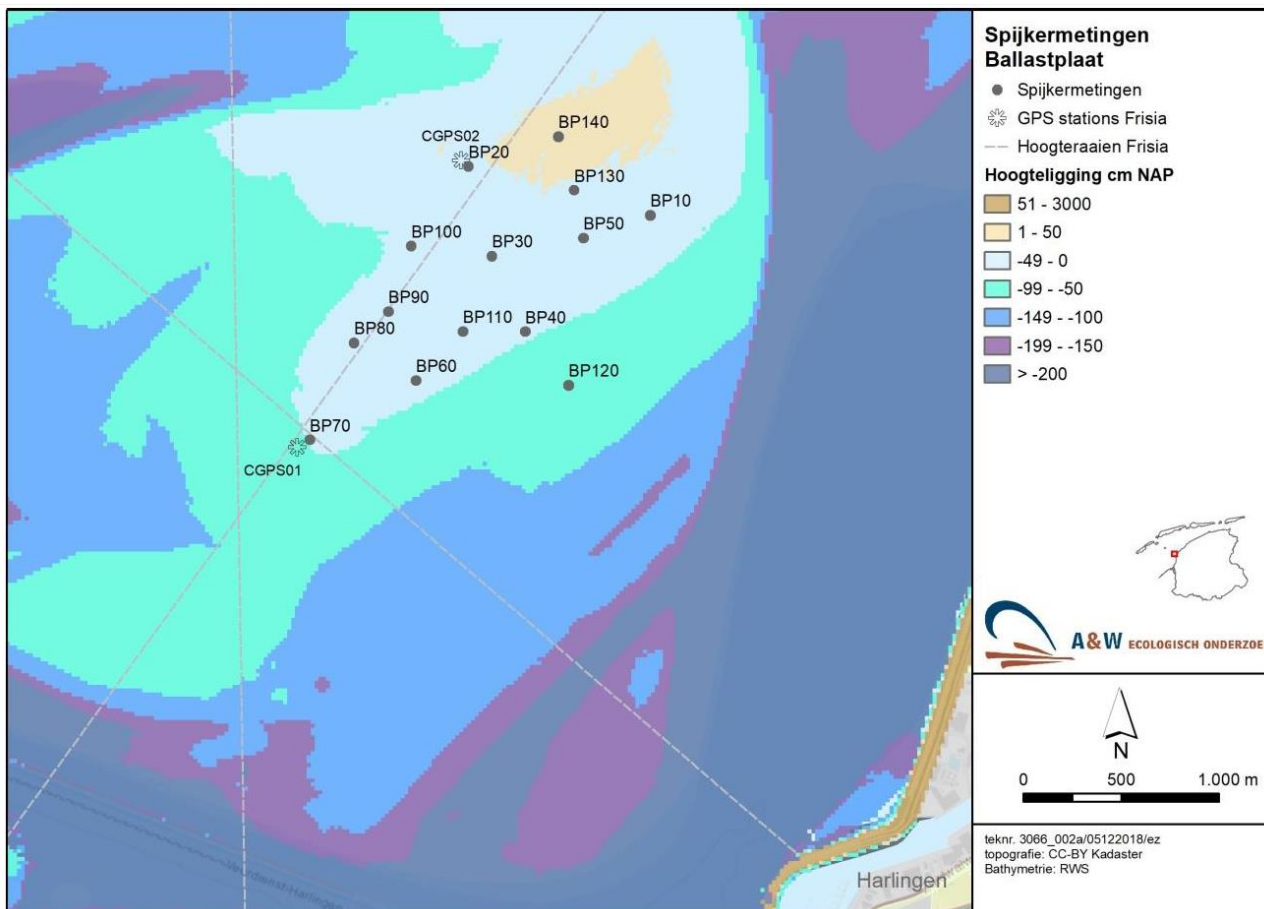 Spijkermetingen
Ballastplaat
Spijkermetingen
GPS stations Frisia
Hoogteraaien Frisia
Hoogteligging cm NAP
51 - 3000
1 - 50
-49 - 0
-99 - -50
-149 - -100
-199 - -150
> -200
BP140
CGPS02
BP20
BP130
BP10
BP50
BP100
BP30
BP90
BP110
BP40
BP80
BP60
BP120
BP70
CGPS01
Harlingen
A&W ECOLOGISCH ONDERZOE
N
0 500 1.000 m
teknr. 3066_002a/05122018/ez
topografie: CC-BY Kadaster
Bathymetrie: RWS